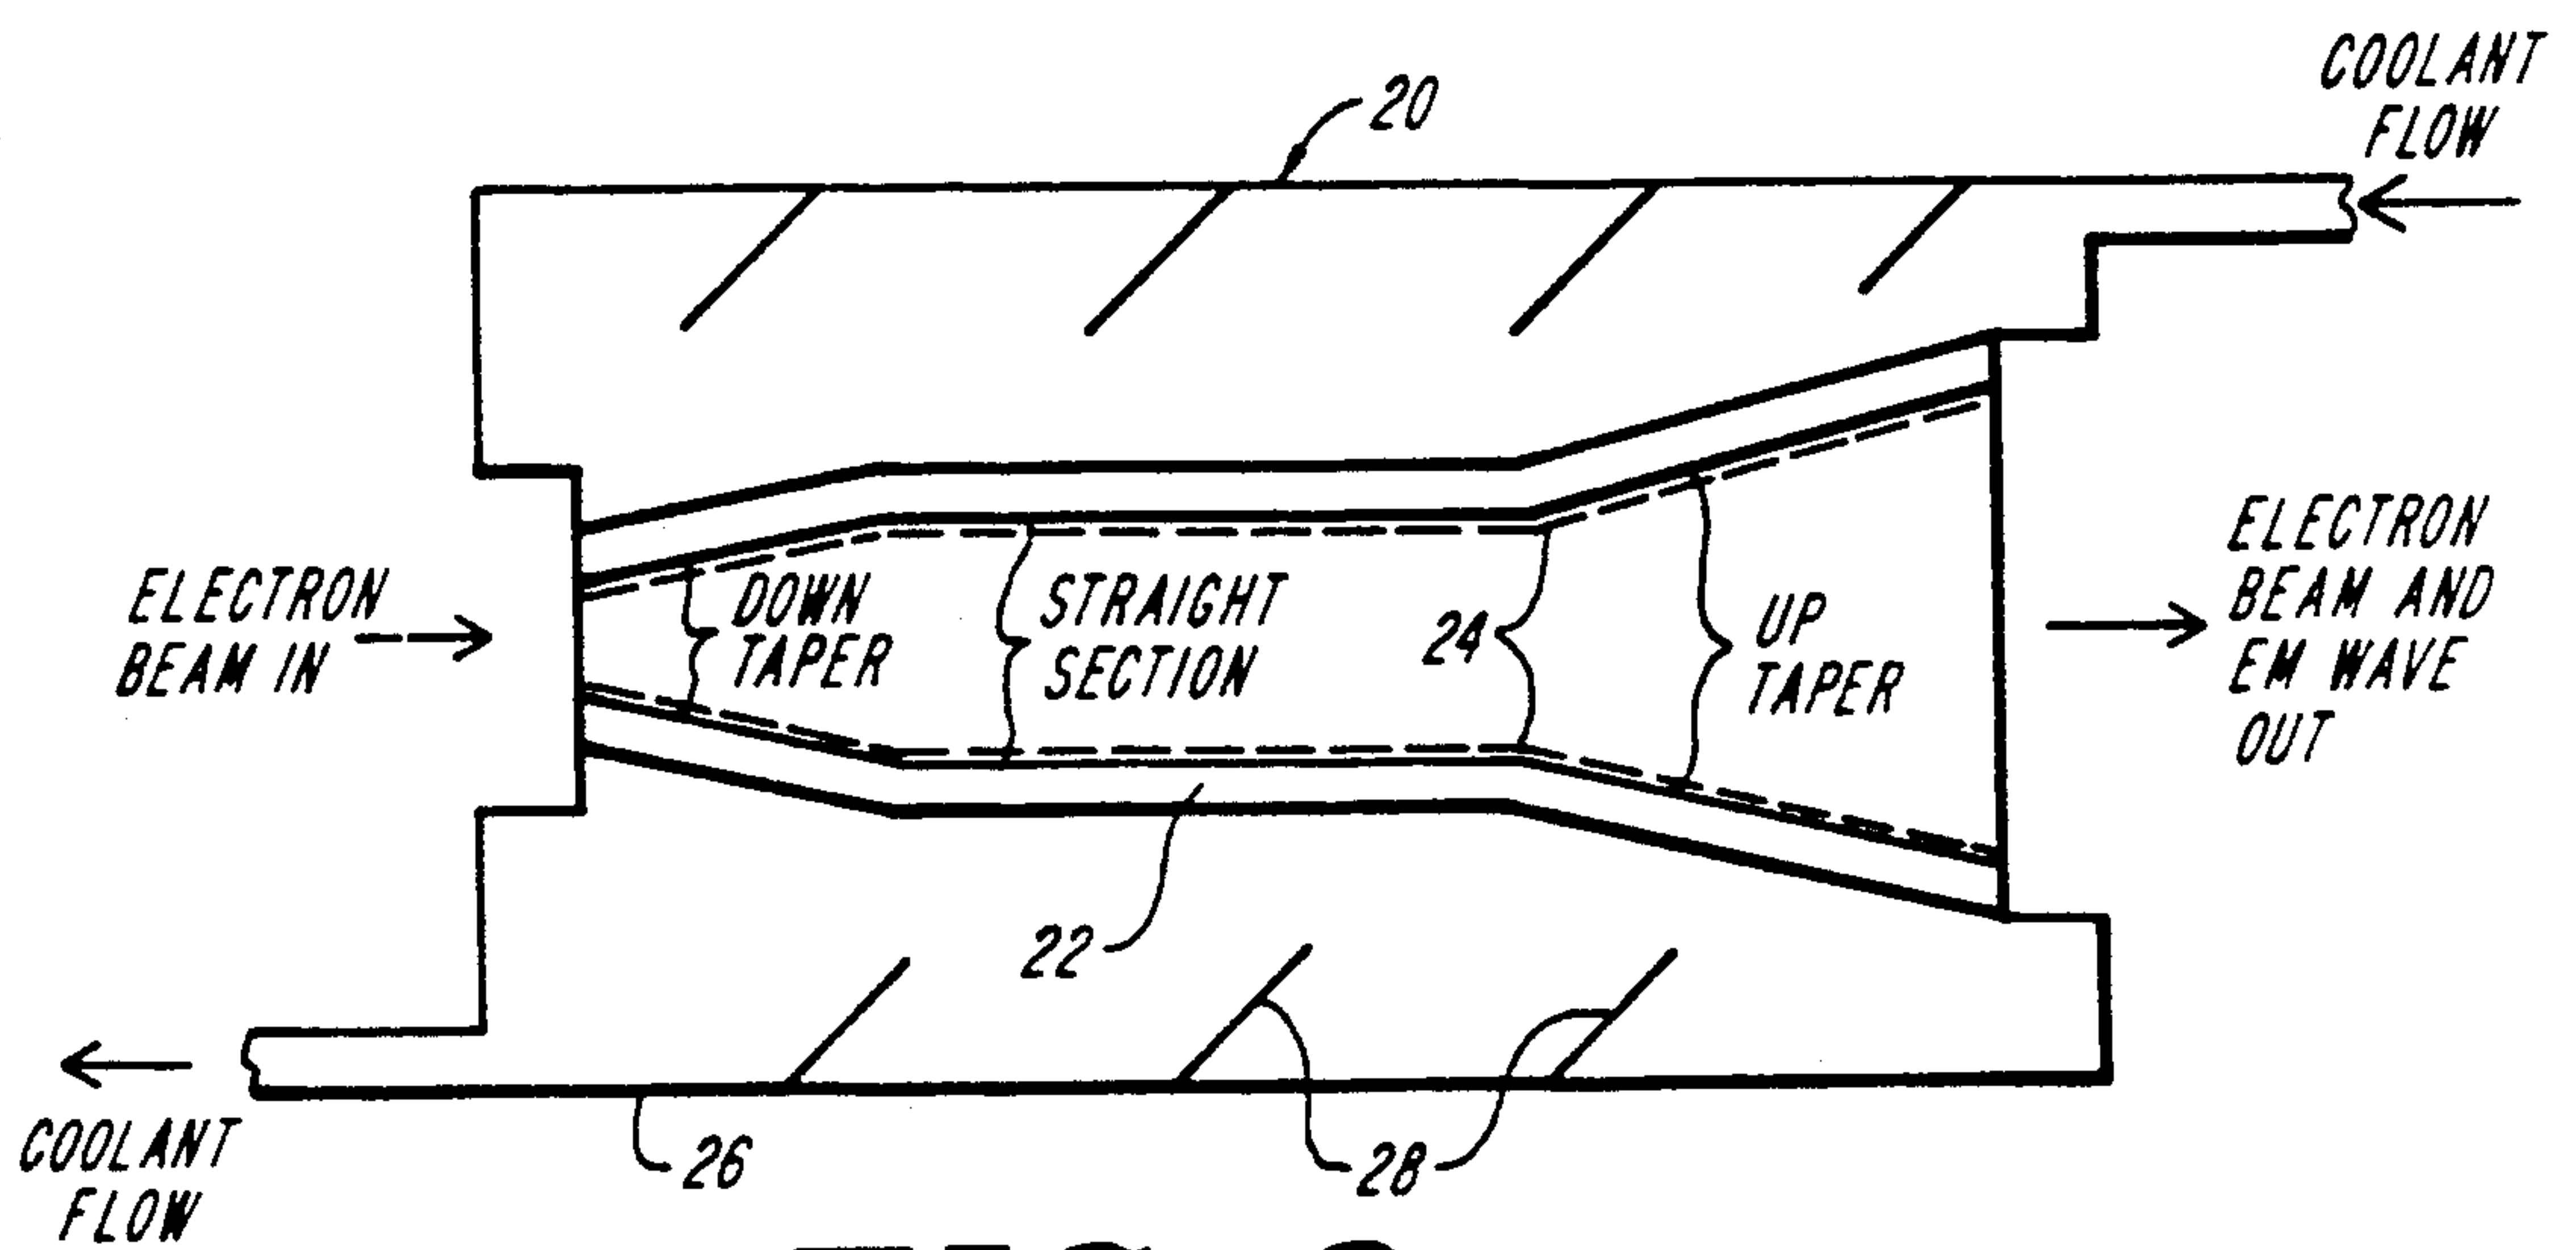 COOLANT
FLOW
20
ELECTRON
BEAM IN
DOWN
TAPER
STRAIGHT
SECTION
24
UP
TAPER
ELECTRON
BEAM AND
EM WAVE
OUT
22
COOLANT
FLOW
26
28